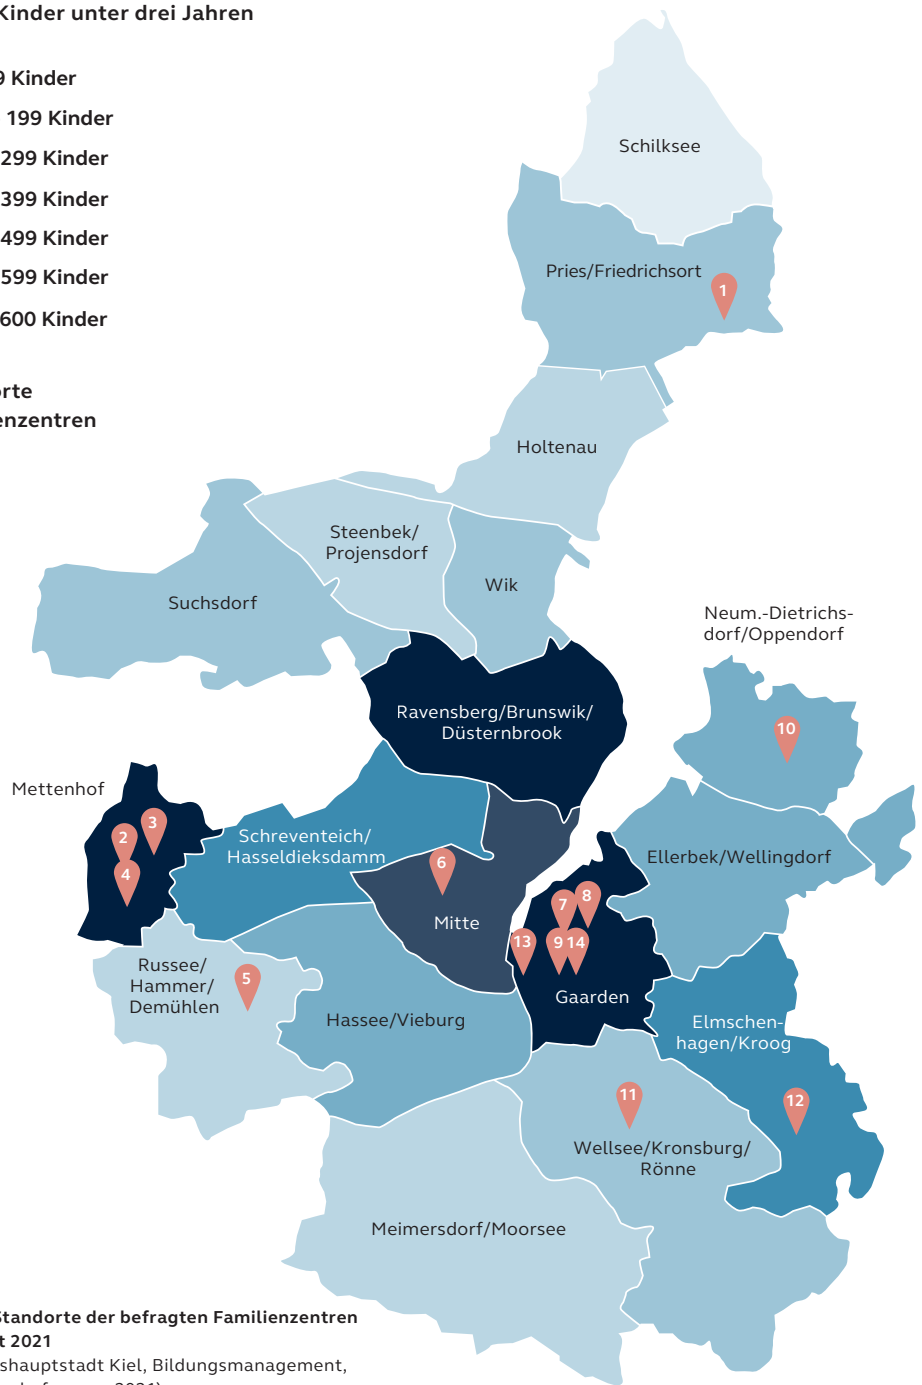 Kinder unter drei Jahren
9 Kinder
199 Kinder
299 Kinder
399 Kinder
499 Kinder
599 Kinder
600 Kinder
orte
enzentren
Schilksee
Pries/Friedrichsort
1
Holtenau
Steenbek/
Projensdorf
Wik
Suchsdorf
Neum.-Dietrichs-
dorf/Oppendorf
Ravensberg/Brunswik/
Düsternbrook
10
Mettenhof
3
2
4
Schreventeich/
Hasseldieksdamm
6
Mitte
Ellerbek/Wellingdorf
8
7
13
9
14
Gaarden
Russee/
Hammer/
Demühlen
5
Hassee/Vieburg
Elmschen-
hagen/Kroog
11
12
Wellsee/Kronsburg/
Rönne
Meimersdorf/Moorsee
Standorte der befragten Familienzentren
t 2021
shauptstadt Kiel, Bildungsmanagement,